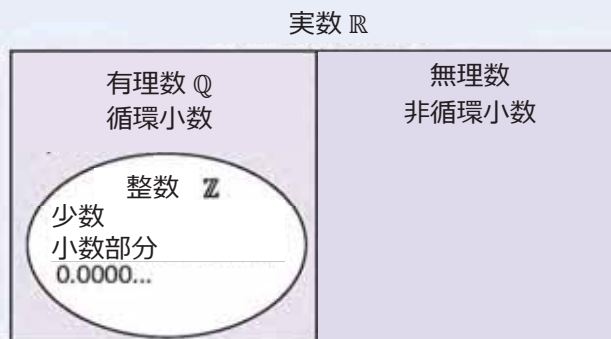 実数 ℝ
有理数 ℚ
循環小数
無理数
非循環小数
整数 ℤ
少数
小数部分
0.0000...